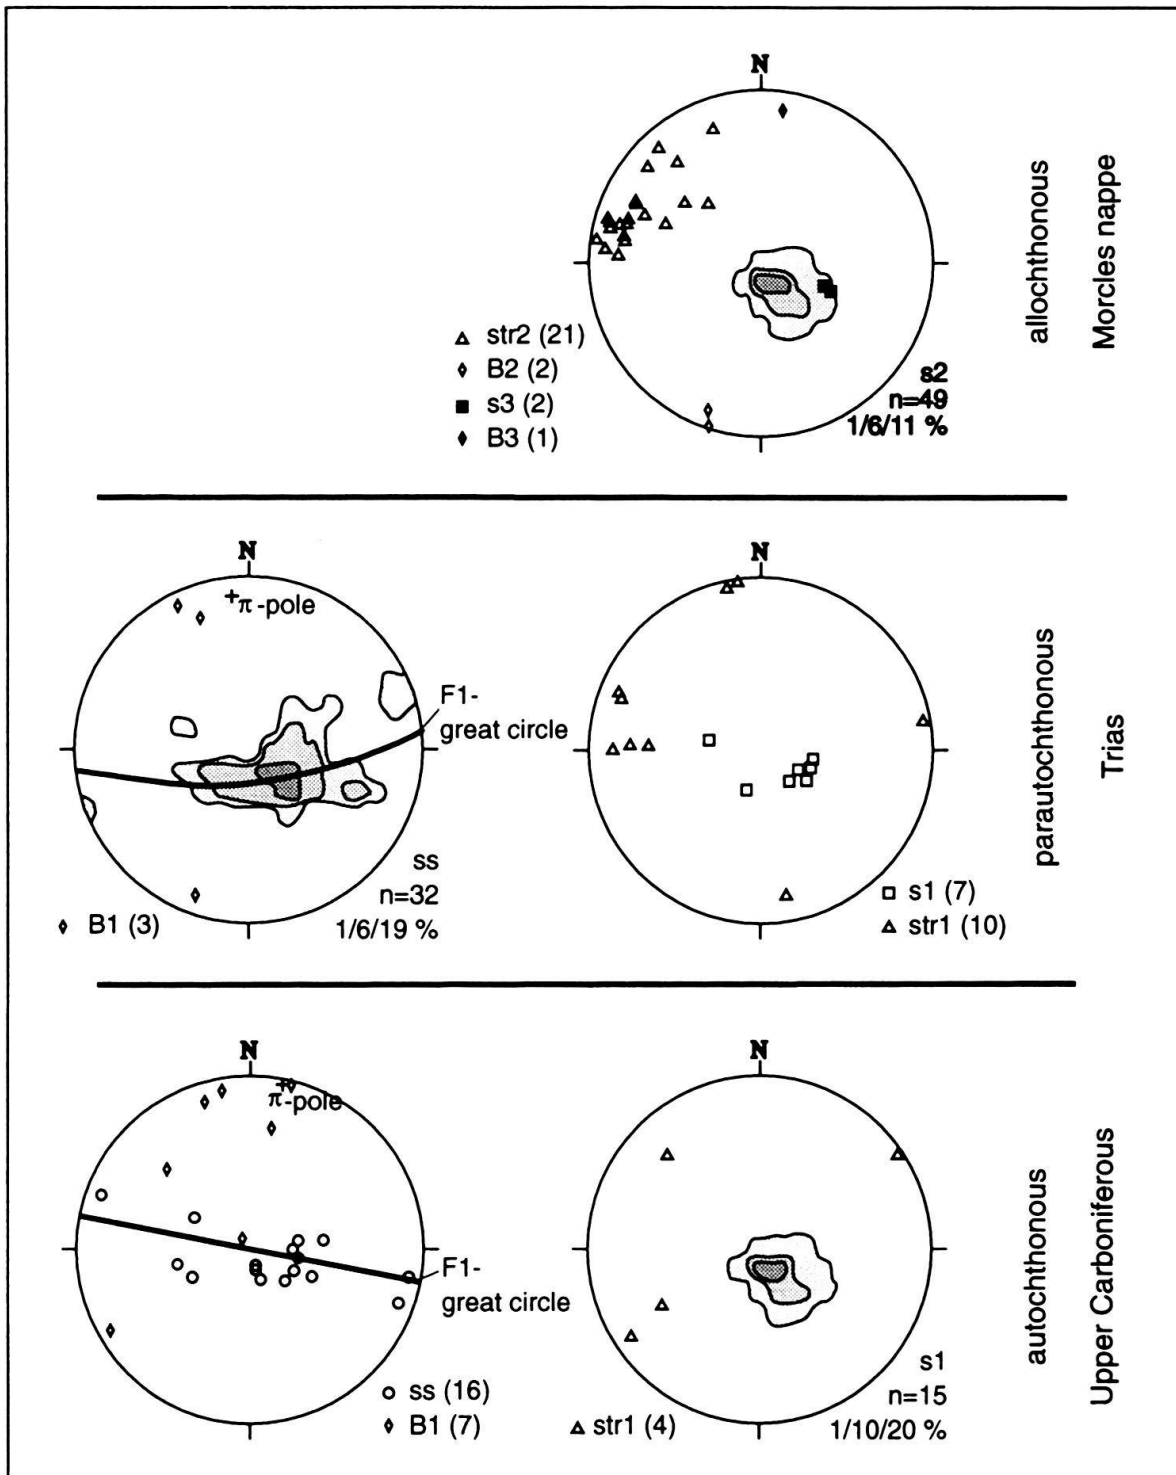 N
△ str2 (21)
◊ B2 (2)
■ s3 (2)
♦ B3 (1)
s2
n=49
1/6/11 %
allochthonous
Morcles nappe
N
+π-pole
F1-
great circle
ss
n=32
1/6/19 %
◊ B1 (3)
N
□ s1 (7)
△ str1 (10)
parautochthonous
Trias
N
+
π-pole
F1-
great circle
○ ss (16)
◊ B1 (7)
N
△ str1 (4)
s1
n=15
1/10/20 %
autochthonous
Upper Carboniferous